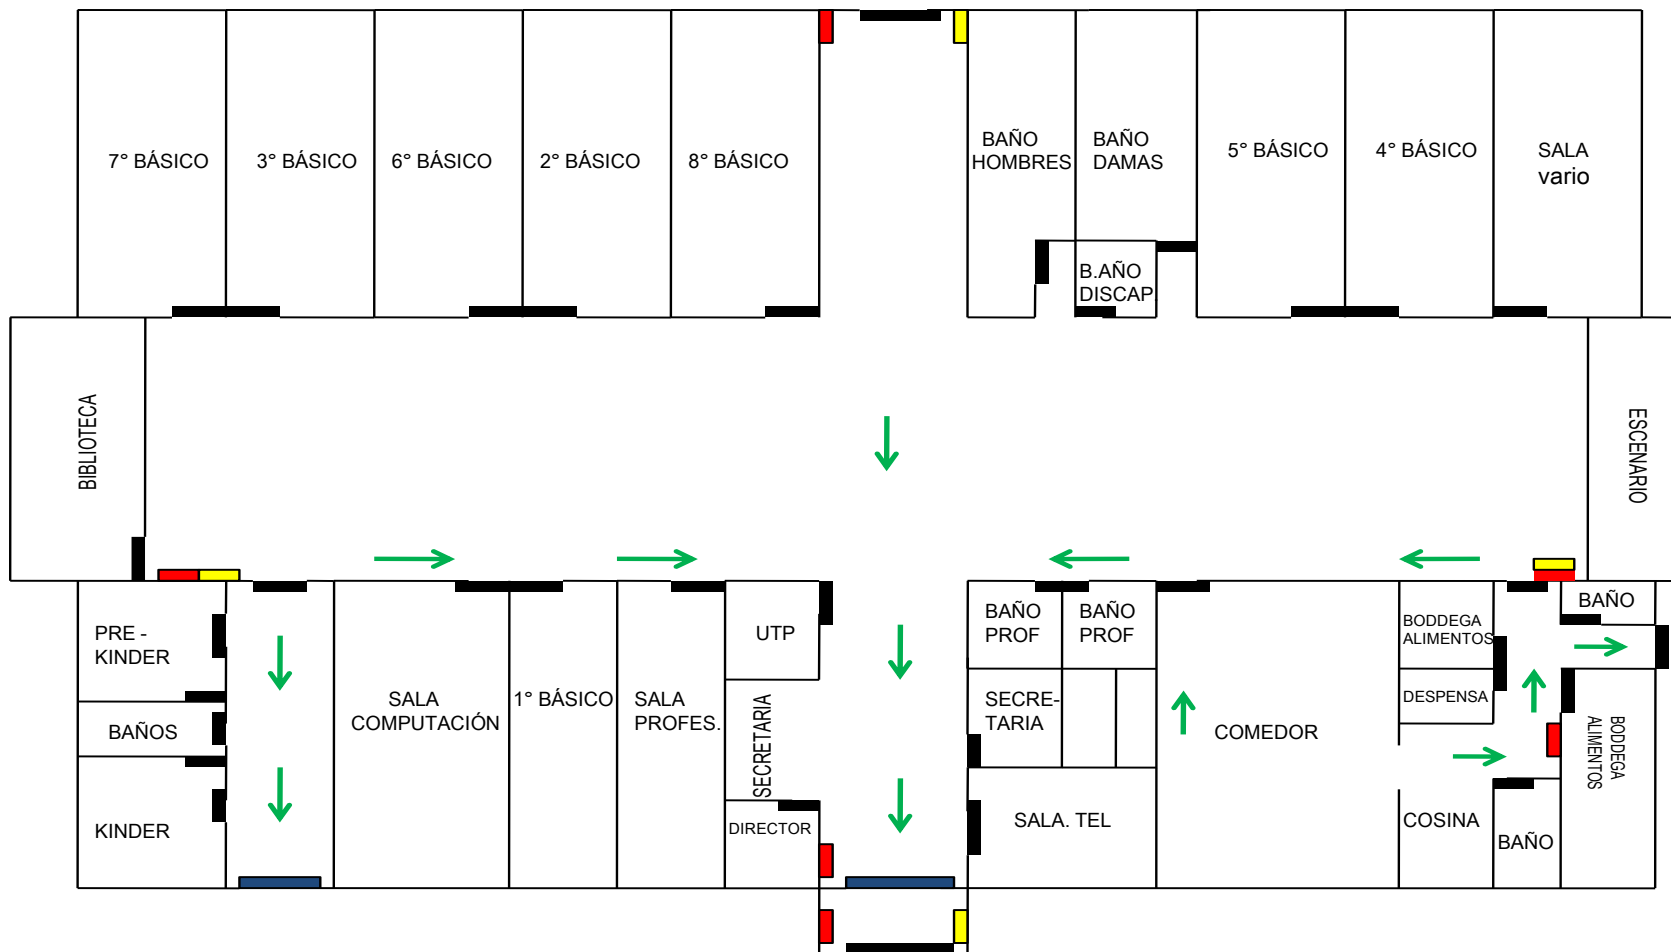 7° BÁSICO
3° BÁSICO
6° BÁSICO
2° BÁSICO
8° BÁSICO
BAÑO
HOMBRES
BAÑO
DAMAS
5° BÁSICO
4° BÁSICO
SALA
vario
B.AÑO
DISCAP.
BIBLIOTECA
ESCENARIO
PRE -
KINDER
BAÑOS
KINDER
SALA
COMPUTACIÓN
1° BÁSICO
SALA
PROFES.
UTP
SECRETARIA
DIRECTOR
BAÑO
PROF
BAÑO
PROF
SECRE-
TARIA
SALA. TEL
COMEDOR
BODDEGA
ALIMENTOS
DESPENSA
COSINA
BAÑO
BAÑO
BODDEGA
ALIMENTOS